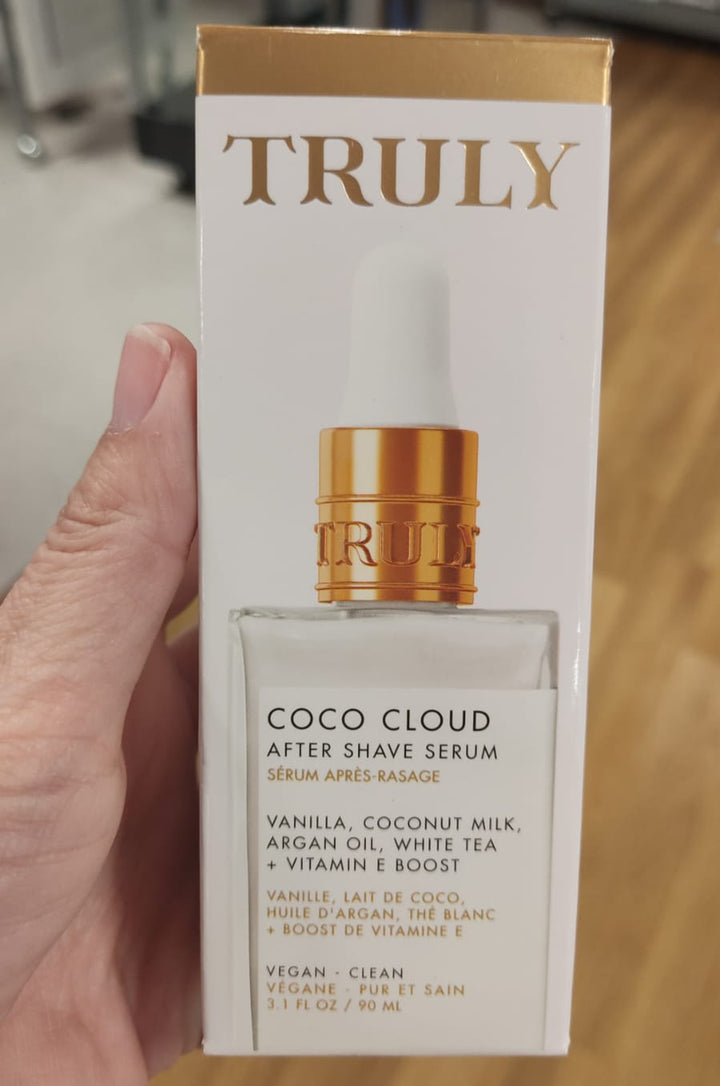 TRULY
TRULY
COCO CLOUD
AFTER SHAVE SERUM
SÉRUM APRÈS-RASAGE
VANILLA, COCONUT MILK,
ARGAN OIL, WHITE TEA
+ VITAMIN E BOOST
VANILLE, LAIT DE COCO,
HUILE D'ARGAN, THÉ BLANC
+ BOOST DE VITAMINE E
VEGAN - CLEAN
VÉGANE - PUR ET SAIN
3.1 FL OZ / 90 ML